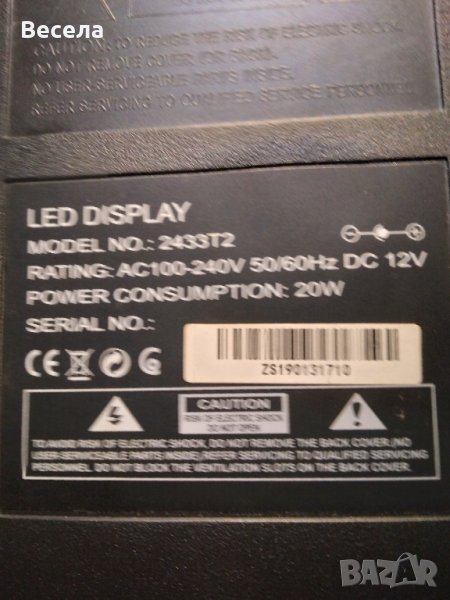 Весела
CAUTION: TO REDUCE THE RISK OF ELECTRIC SHOCK,
DO NOT REMOVE COVER
NO USER SERVICEABLE PARTS INSIDE.
REFER SERVICING TO QUALIFIED SERVICE PERSONNEL
LED DISPLAY
MODEL NO.: 2433T2
RATING: AC100-240V 50/60Hz DC 12V
POWER CONSUMPTION: 20W
SERIAL NO.:
ZS190131710
CE
CAUTION
RISK OF ELECTRIC SHOCK
DO NOT OPEN
TO AVOID RISK OF ELECTRIC SHOCK, DO NOT REMOVE THE BACK COVER ,NO
USER-SERVICEABLE PARTS INSIDE ,REFER SERVICING TO QUALIFIED SERVICING
PERSONNEL. DO NOT BLOCK THE VENTILATION SLOTS ON THE BACK COVER.
BAZAR